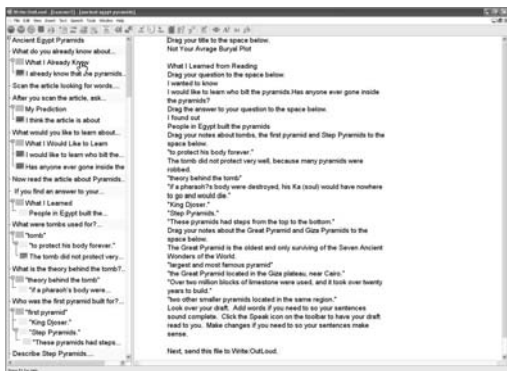 File Edit View Insert Text Speech Tools Window Help
Ancient Egypt Pyramids
What do you already know about...
What I Already Know
I already know that the pyramids...
Scan the article looking for words....
After you scan the article, ask...
My Prediction
I think the article is about
What would you like to learn about...
What I Would Like to Learn
I would like to learn who bilt the...
Has anyone ever gone inside the
Now read the article about Pyramids..
If you find an answer to your...
What I Learned
People in Egypt built the...
What were tombs used for?...
"tomb"
"to protect his body forever."
The tomb did not protect very...
What is the theory behind the tomb?..
"theory behind the tomb"
"if a pharaoh's body were...
Who was the first pyramid built for?...
"first pyramid"
"King Djoser."
"Step Pyramids."
"These pyramids had steps...
Describe Step Pyramids....
Drag your title to the space below.
Not Your Avrage Buryal Plot
What I Learned from Reading
Drag your question to the space below.
I wanted to know
I would like to learn who bilt the pyramids.Has anyone ever gone inside
the pyramids?
Drag the answer to your question to the space below.
I found out
People in Egypt built the pyramids
Drag your notes about tombs, the first pyramid and Step Pyramids to the
space below.
"to protect his body forever."
The tomb did not protect very well, because many pyramids were
robbed.
"theory behind the tomb"
"if a pharaoh?s body were destroyed, his Ka (soul) would have nowhere
to go and would die."
"King Djoser."
"Step Pyramids."
"These pyramids had steps from the top to the bottom."
Drag your notes about the Great Pyramid and Giza Pyramids to the
space below.
The Great Pyramid is the oldest and only surviving of the Seven Ancient
Wonders of the World.
"largest and most famous pyramid"
"the Great Pyramid located in the Giza plateau, near Cairo."
"Over two million blocks of limestone were used, and it took over twenty
years to build."
"two other smaller pyramids located in the same region."
Look over your draft. Add words if you need to so your sentences
sound complete. Click the Speak icon on the toolbar to have your draft
read to you. Make changes if you need to so your sentences make
sense.
Next, send this file to Write:OutLoud.